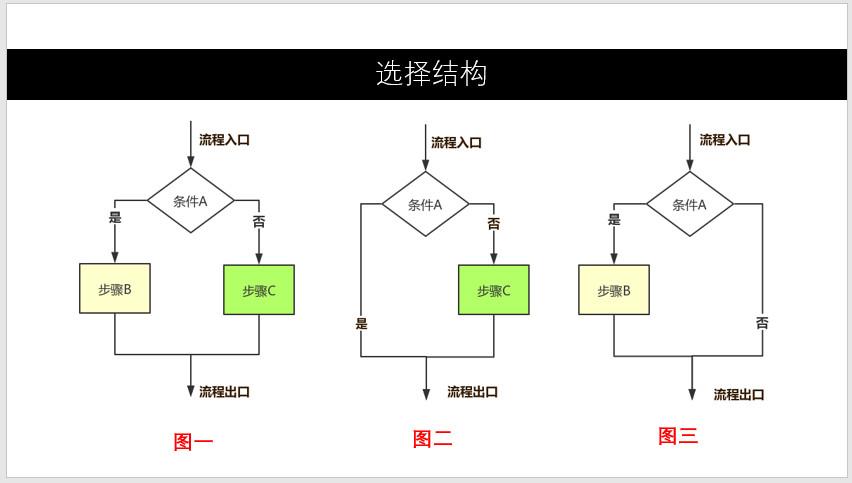 选择结构
流程入口
条件A
是
否
步骤B
步骤C
流程出口
图一
流程入口
条件A
否
步骤C
是
流程出口
图二
流程入口
条件A
是
步骤B
否
流程出口
图三